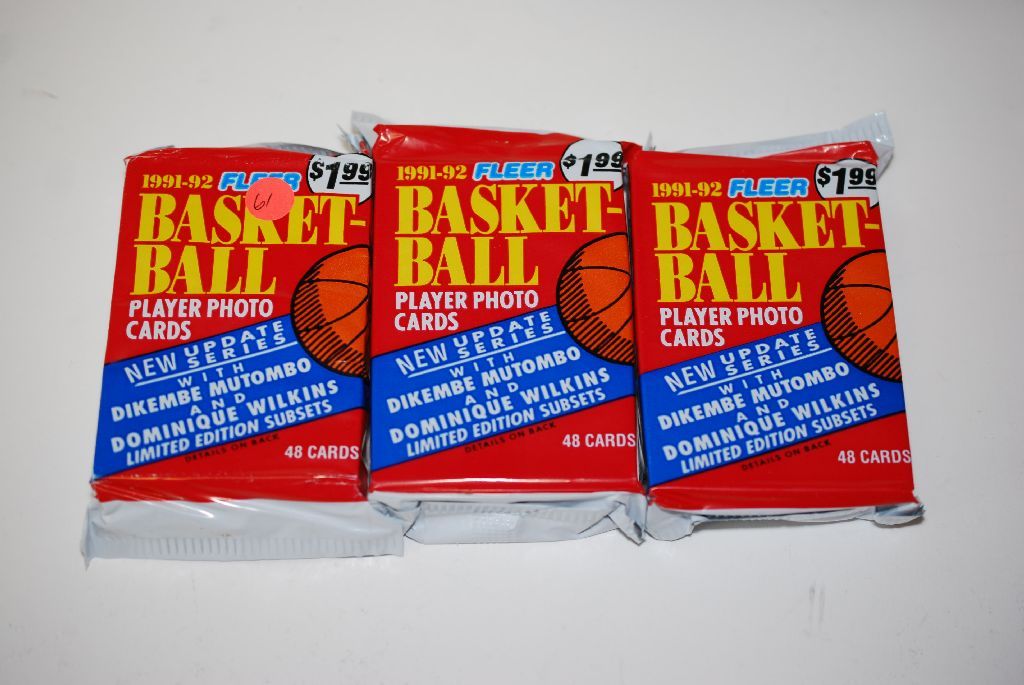 1991-92 FLEER $1.99
61
BASKET-
BALL
PLAYER PHOTO
CARDS
NEW UPDATE SERIES
WITH
DIKEMBE MUTOMBO
AND
DOMINIQUE WILKINS
LIMITED EDITION SUBSETS
DETAILS ON BACK
48 CARDS
1991-92 FLEER $1.99
BASKET-
BALL
PLAYER PHOTO
CARDS
NEW UPDATE SERIES
WITH
DIKEMBE MUTOMBO
AND
DOMINIQUE WILKINS
LIMITED EDITION SUBSETS
DETAILS ON BACK
48 CARDS
1991-92 FLEER $1.99
BASKET-
BALL
PLAYER PHOTO
CARDS
NEW UPDATE SERIES
WITH
DIKEMBE MUTOMBO
AND
DOMINIQUE WILKINS
LIMITED EDITION SUBSETS
DETAILS ON BACK
48 CARDS